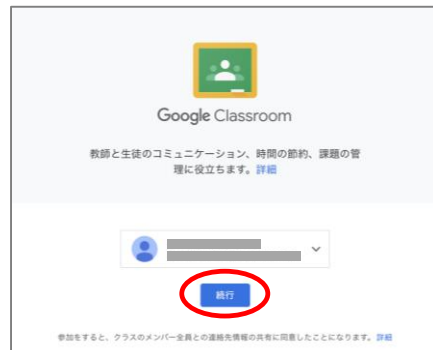 Google Classroom
教師と生徒のコミュニケーション、時間の節約、課題の管
理に役立ちます。詳細
続行
参加をすると、クラスのメンバー全員との連絡先情報の共有に同意したことになります。詳細